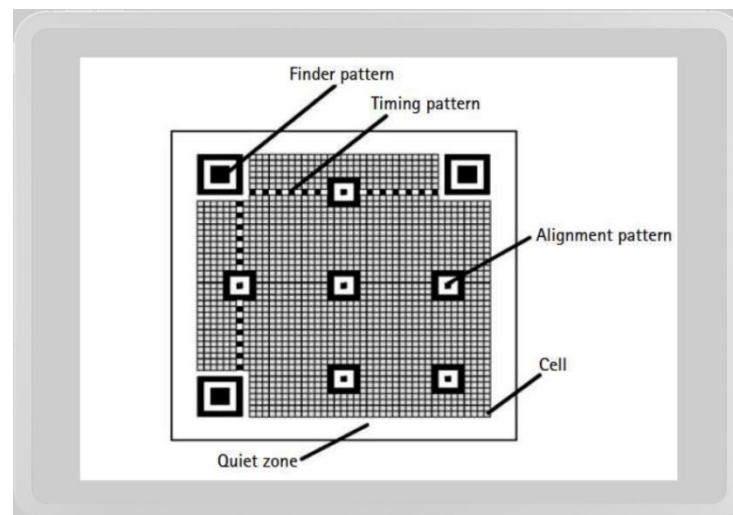 Finder pattern
Timing pattern
Alignment pattern
Cell
Quiet zone